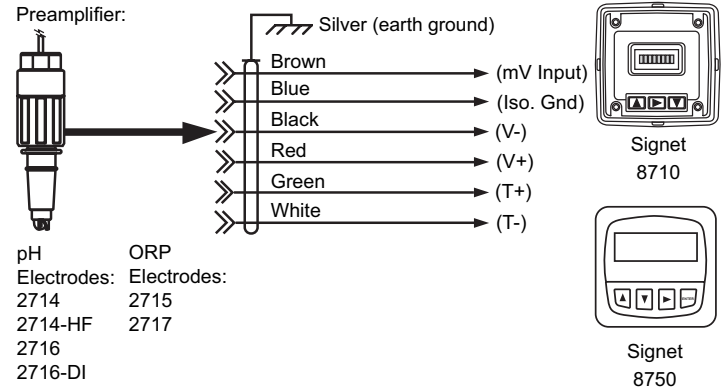 Preamplifier:
Silver (earth ground)
Brown
(mV Input)
Blue
(Iso. Gnd)
Black
(V-)
Red
(V+)
Green
(T+)
White
(T-)
Signet
8710
pH
Electrodes:
2714
2714-HF
2716
2716-DI
ORP
Electrodes:
2715
2717
ENTER
Signet
8750